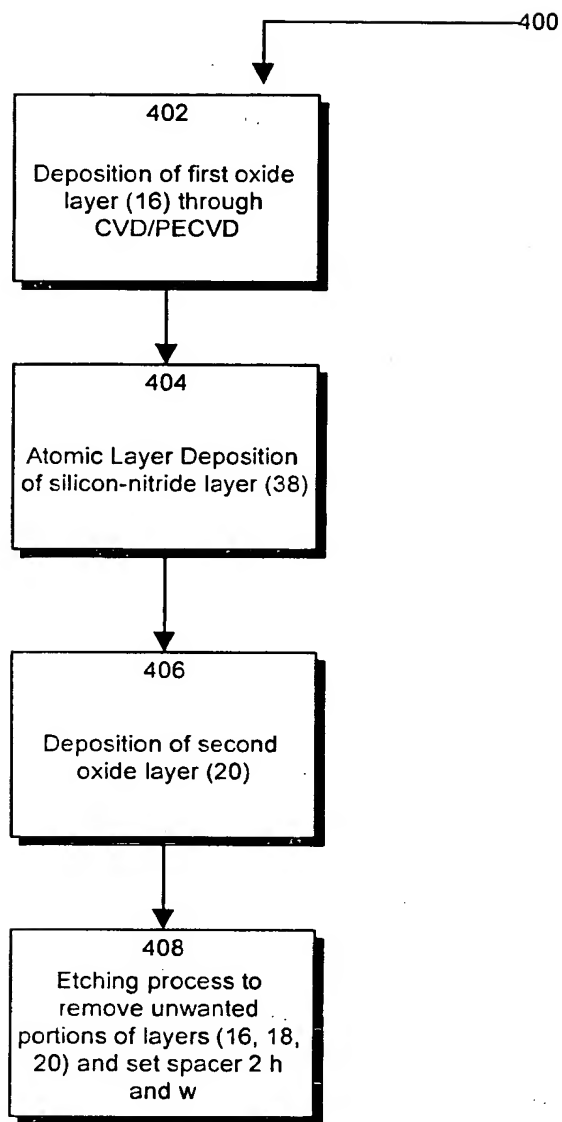 400
402
Deposition of first oxide
layer (16) through
CVD/PECVD
404
Atomic Layer Deposition
of silicon-nitride layer (38)
406
Deposition of second
oxide layer (20)
408
Etching process to
remove unwanted
portions of layers (16, 18,
20) and set spacer 2 h
and w